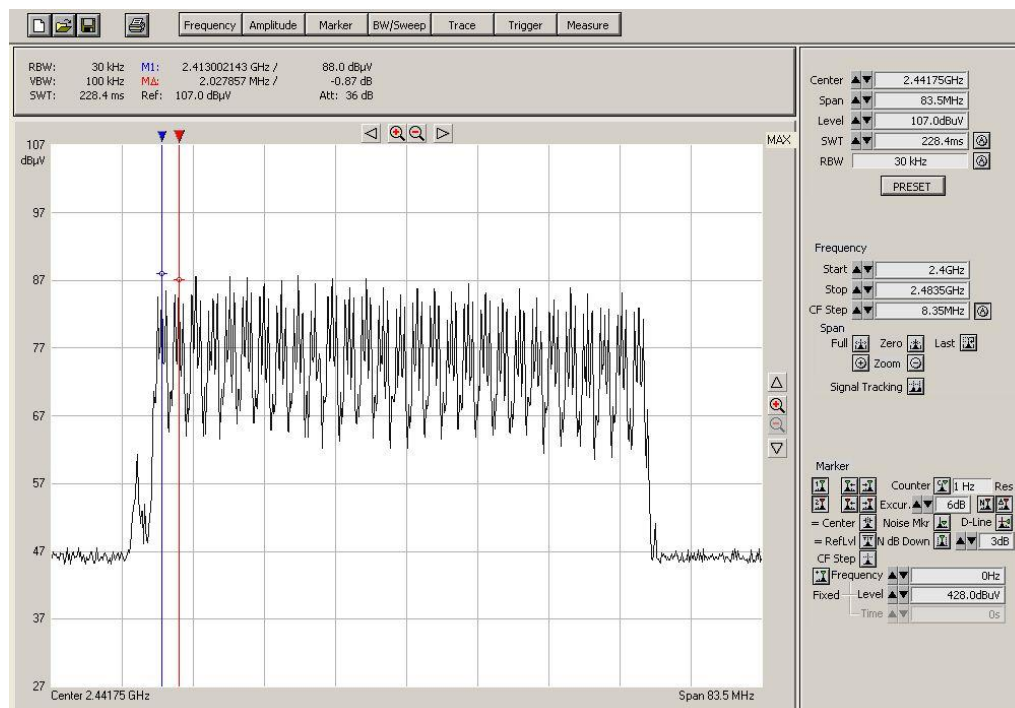 Frequency Amplitude Marker BW/Sweep Trace Trigger Measure
RBW: 30 kHz M1: 2.413002143 GHz / 88.0 dBµV
VBW: 100 kHz MΔ: 2.027857 MHz / -0.87 dB
SWT: 228.4 ms Ref: 107.0 dBµV Att: 36 dB
MAX
107
dBµV
97
87
77
67
57
47
37
27
Center 2.44175 GHz Span 83.5 MHz
Center 2.44175GHz
Span 83.5MHz
Level 107.0dBuV
SWT 228.4ms
RBW 30 kHz
PRESET
Frequency
Start 2.4GHz
Stop 2.4835GHz
CF Step 8.35MHz
Span
Full Zero Last
Zoom
Signal Tracking
Marker
Counter 1 Hz Res
Excur. 6dB
= Center Noise Mkr D-Line
= RefLvl N dB Down 3dB
CF Step
Frequency 0Hz
Fixed Level 428.0dBuV
Time 0s